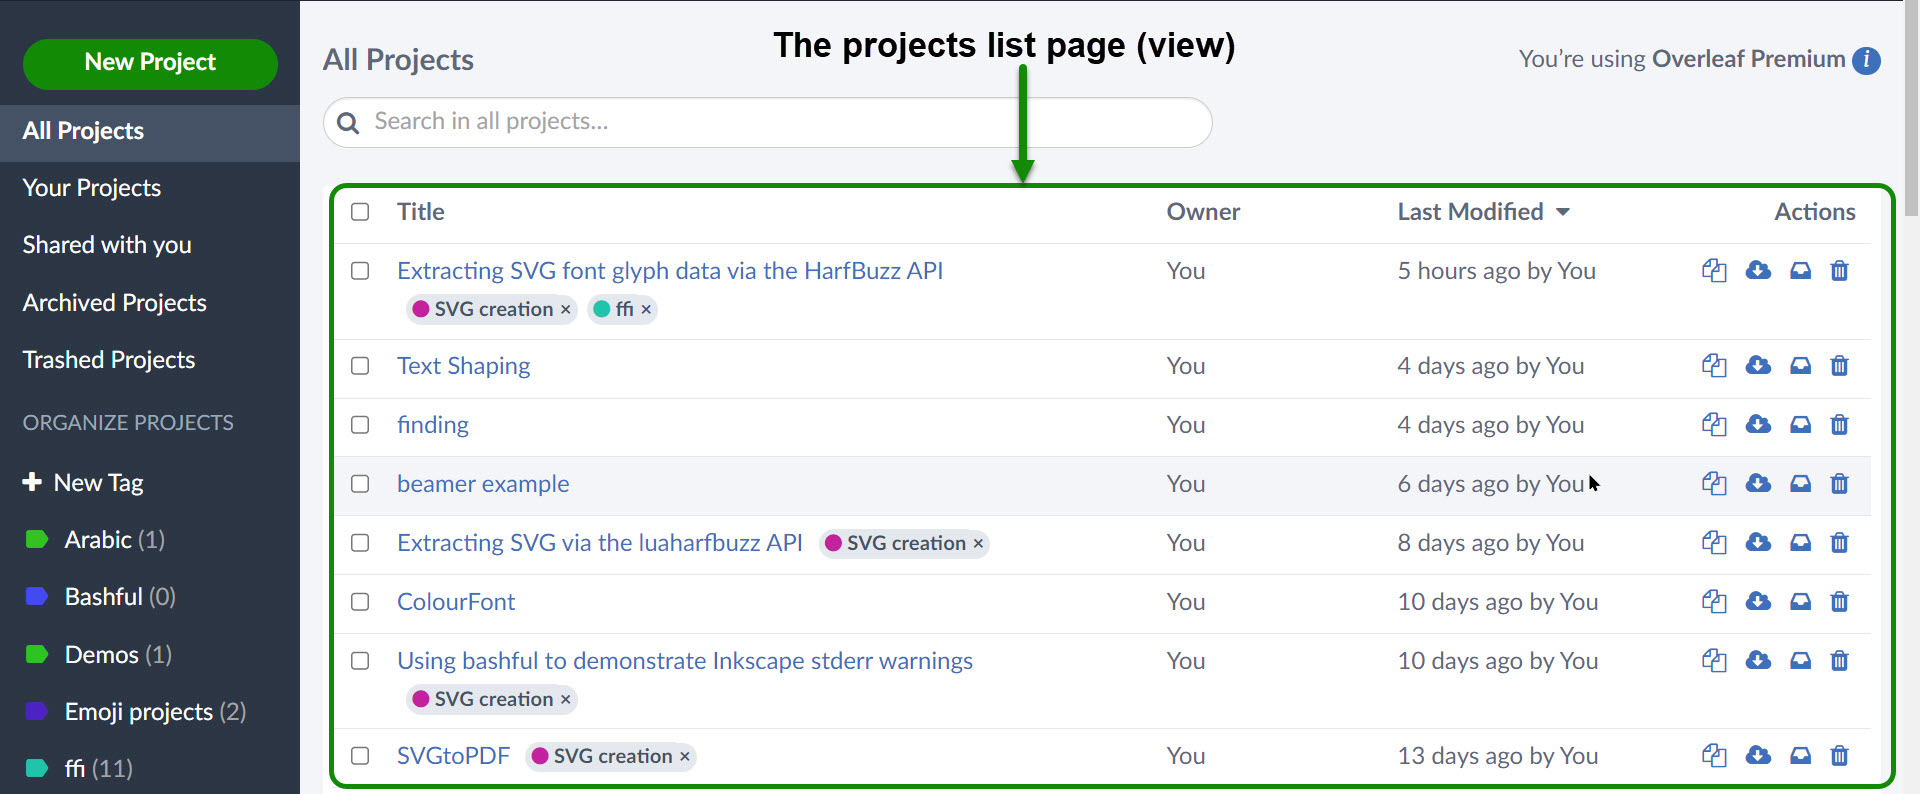 The projects list page (view)
New Project
All Projects
Your Projects
Shared with you
Archived Projects
Trashed Projects
ORGANIZE PROJECTS
New Tag
Arabic (1)
Bashful (0)
Demos (1)
Emoji projects (2)
ffi (11)
All Projects
You’re using Overleaf Premium i
Search in all projects...
Title Owner Last Modified Actions
Extracting SVG font glyph data via the HarfBuzz API You 5 hours ago by You
SVG creation × ffi ×
Text Shaping You 4 days ago by You
finding You 4 days ago by You
beamer example You 6 days ago by You
Extracting SVG via the luaharfbuzz API SVG creation × You 8 days ago by You
ColourFont You 10 days ago by You
Using bashful to demonstrate Inkscape stderr warnings You 10 days ago by You
SVG creation ×
SVGtoPDF SVG creation × You 13 days ago by You